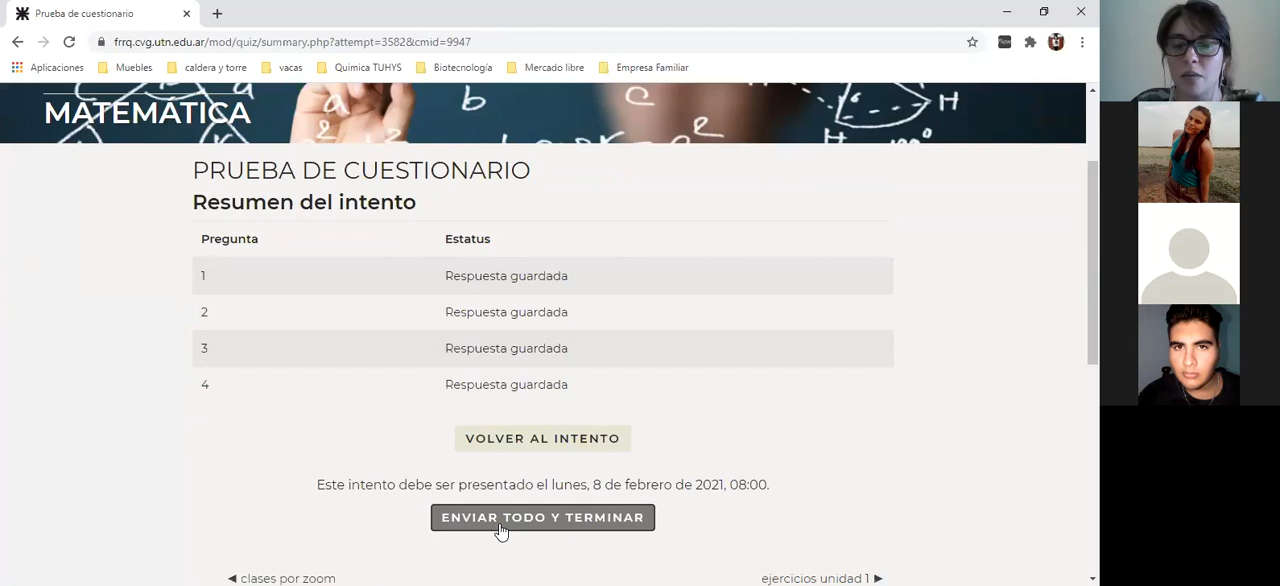 Prueba de cuestionario
frrq.cvg.utn.edu.ar/mod/quiz/summary.php?attempt=3582&cmid=9947
Aplicaciones Muebles caldera y torre vacas Quimica TUHYS Biotecnología Mercado libre Empresa Familiar
MATEMÁTICA
PRUEBA DE CUESTIONARIO
Resumen del intento
Pregunta Estatus
1 Respuesta guardada
2 Respuesta guardada
3 Respuesta guardada
4 Respuesta guardada
VOLVER AL INTENTO
Este intento debe ser presentado el lunes, 8 de febrero de 2021, 08:00.
ENVIAR TODO Y TERMINAR
◄ clases por zoom ejercicios unidad 1 ►